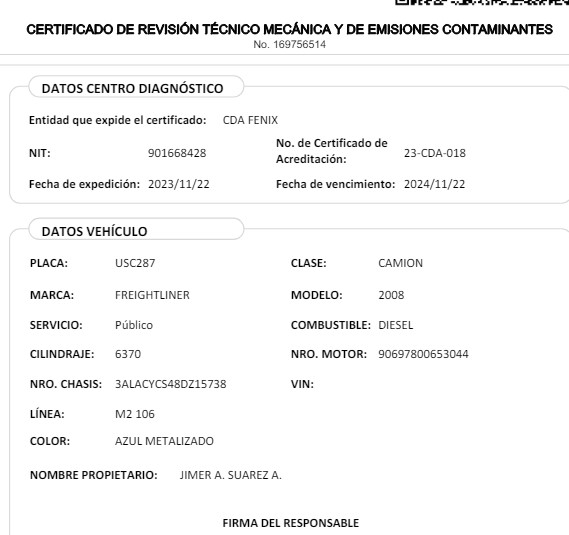 CERTIFICADO DE REVISIÓN TÉCNICO MECÁNICA Y DE EMISIONES CONTAMINANTES
No. 169756514
DATOS CENTRO DIAGNÓSTICO
Entidad que expide el certificado: CDA FENIX
NIT: 901668428 No. de Certificado de Acreditación: 23-CDA-018
Fecha de expedición: 2023/11/22 Fecha de vencimiento: 2024/11/22
DATOS VEHÍCULO
PLACA: USC287 CLASE: CAMION
MARCA: FREIGHTLINER MODELO: 2008
SERVICIO: Público COMBUSTIBLE: DIESEL
CILINDRAJE: 6370 NRO. MOTOR: 90697800653044
NRO. CHASIS: 3ALACYCS48DZ15738 VIN:
LÍNEA: M2 106
COLOR: AZUL METALIZADO
NOMBRE PROPIETARIO: JIMER A. SUAREZ A.
FIRMA DEL RESPONSABLE